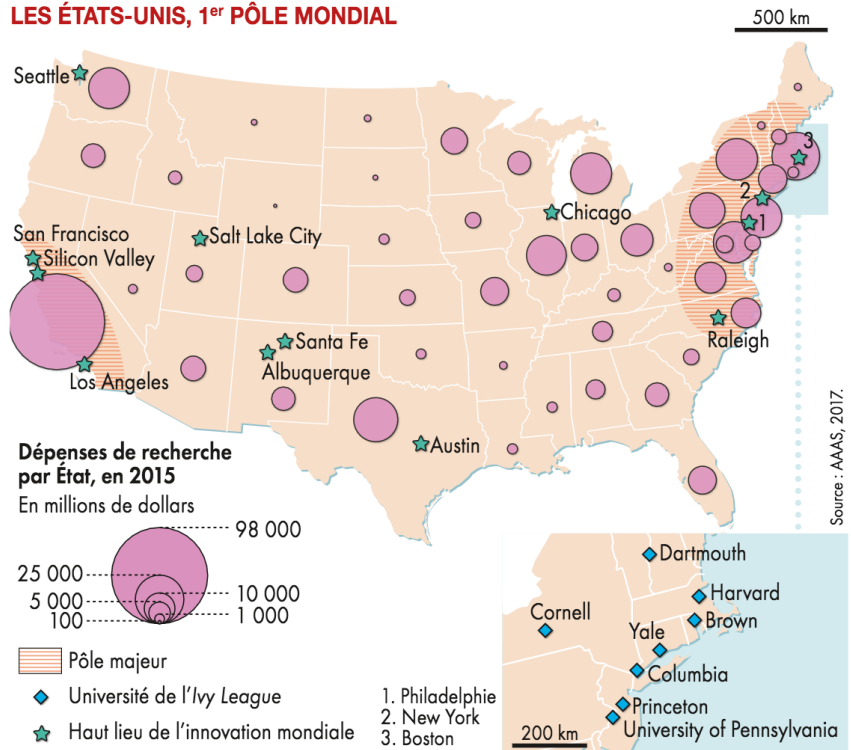 LES ÉTATS-UNIS, 1er PÔLE MONDIAL
500 km
Seattle
3
2
Chicago
1
San Francisco
Salt Lake City
Silicon Valley
Santa Fe
Raleigh
Albuquerque
Los Angeles
Austin
Source : AAAS, 2017.
Dépenses de recherche
par État, en 2015
En millions de dollars
98 000
25 000
10 000
5 000
1 000
100
Pôle majeur
Université de l'Ivy League
Haut lieu de l'innovation mondiale
1. Philadelphie
2. New York
3. Boston
Dartmouth
Harvard
Cornell
Brown
Yale
Columbia
Princeton
University of Pennsylvania
200 km